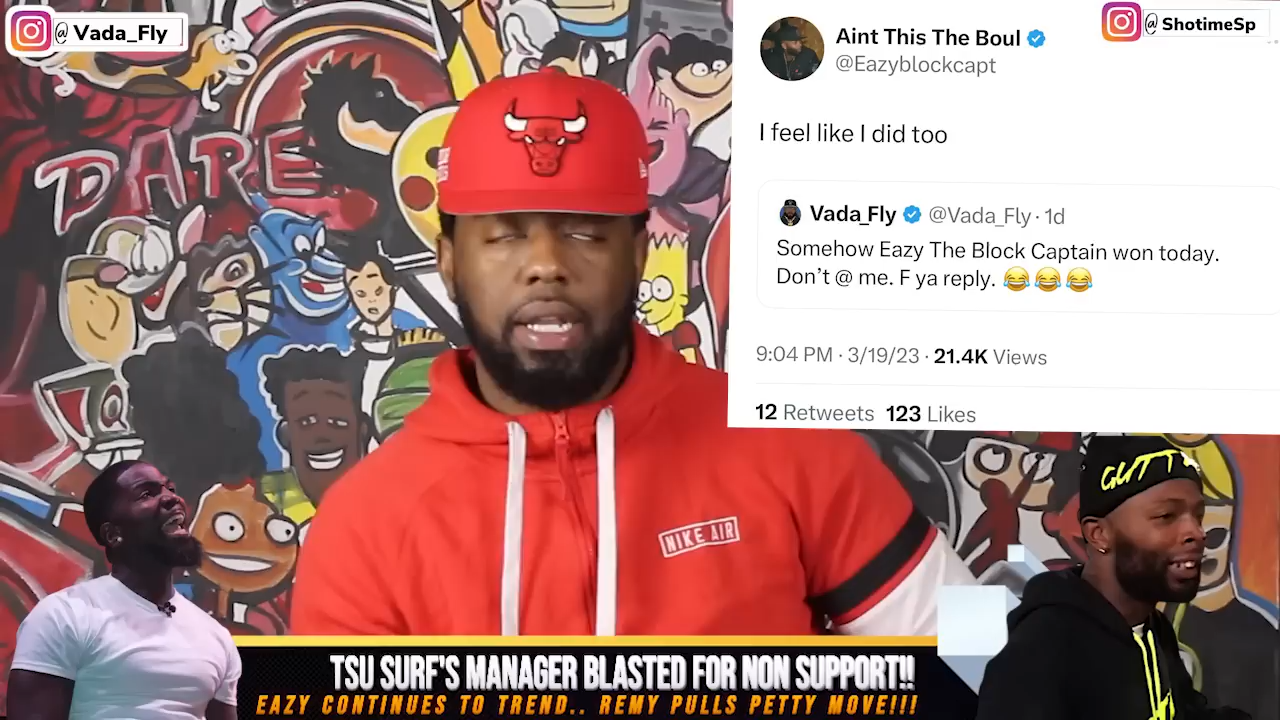 @ Vada_Fly
@ ShotimeSp
Aint This The Boul
@Eazyblockcapt
I feel like I did too
Vada_Fly @Vada_Fly · 1d
Somehow Eazy The Block Captain won today.
Don’t @ me. F ya reply. 😂😂😂
9:04 PM · 3/19/23 · 21.4K Views
12 Retweets 123 Likes
DARE
NIKE AIR
GUTT
TSU SURF'S MANAGER BLASTED FOR NON SUPPORT!!
EAZY CONTINUES TO TREND.. REMY PULLS PETTY MOVE!!!